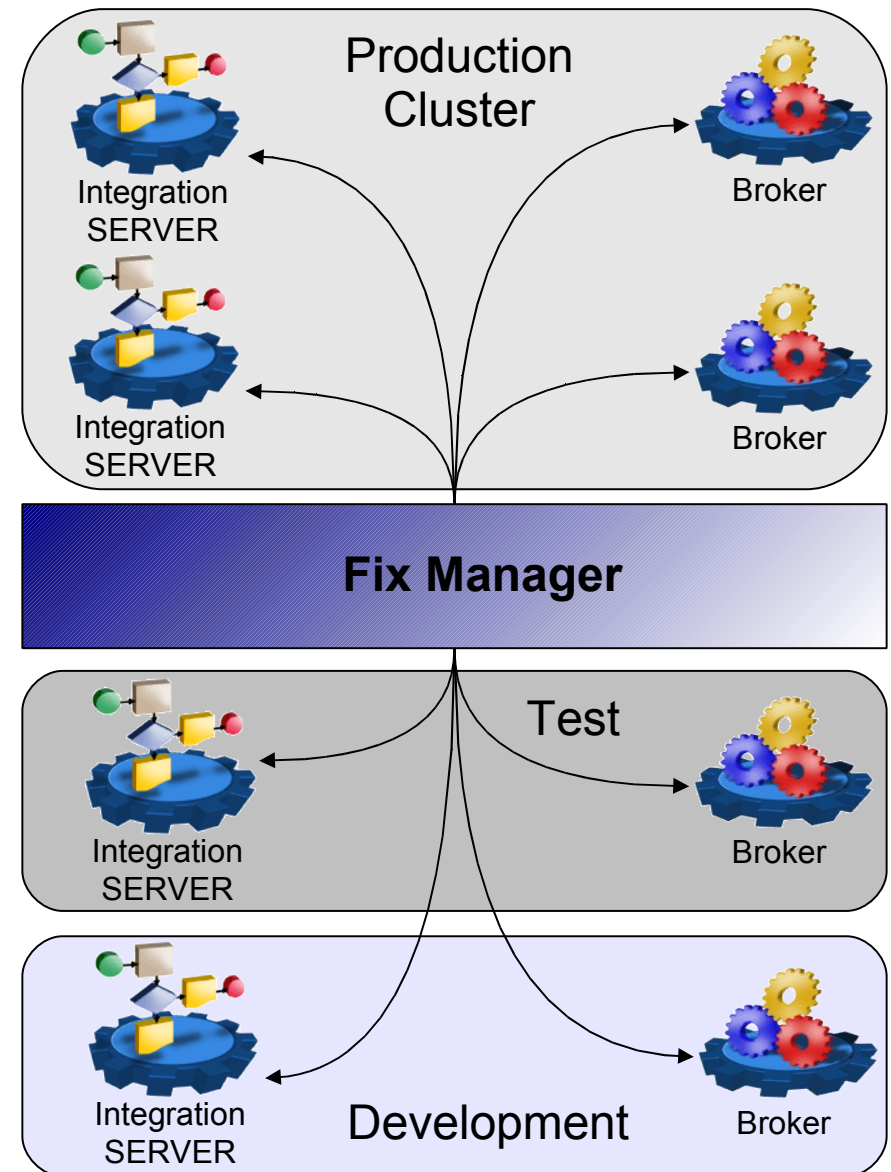 Production
Cluster
Integration
SERVER
Broker
Integration
SERVER
Broker
Fix Manager
Test
Integration
SERVER
Broker
Integration
SERVER
Development
Broker